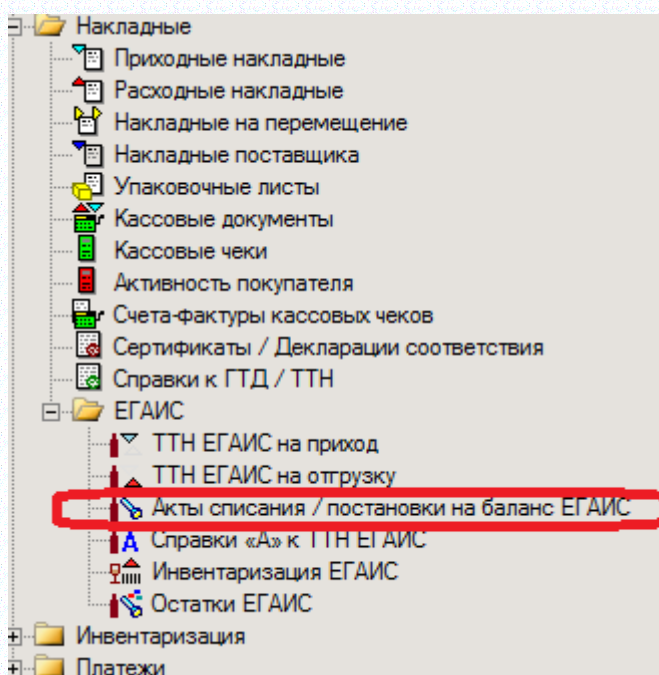 Накладные
Приходные накладные
Расходные накладные
Накладные на перемещение
Накладные поставщика
Упаковочные листы
Кассовые документы
Кассовые чеки
Активность покупателя
Счета-фактуры кассовых чеков
Сертификаты / Декларации соответствия
Справки к ГТД / ТТН
ЕГАИС
ТТН ЕГАИС на приход
ТТН ЕГАИС на отгрузку
Акты списания / постановки на баланс ЕГАИС
Справки «А» к ТТН ЕГАИС
Инвентаризация ЕГАИС
Остатки ЕГАИС
Инвентаризация
Платежи